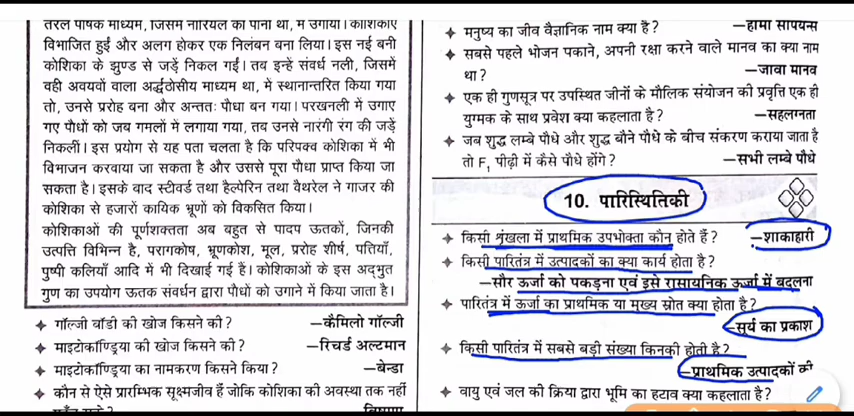 तरल पोषक माध्यम, जिसमें नारियल का पानी था, में उगाया। कोशिकाएँ
विभाजित हुईं और अलग होकर एक निलंबन बना लिया। इस नई बनी
कोशिका के झुण्ड से जड़ें निकल गईं। तब इन्हें संवर्ध नली, जिसमें
वही अवयवों वाला अर्द्धठोसीय माध्यम था, में स्थानान्तरित किया गया
तो, उनसे प्ररोह बना और अन्ततः पौधा बन गया। परखनली में उगाए
गए पौधों को जब गमलों में लगाया गया, तब उनसे नारंगी रंग की जड़ें
निकलीं। इस प्रयोग से यह पता चलता है कि परिपक्व कोशिका में भी
विभाजन करवाया जा सकता है और उससे पूरा पौधा प्राप्त किया जा
सकता है। इसके बाद स्टीवर्ड तथा हैल्पेरिन तथा वैथरेल ने गाजर की
कोशिका से हजारों कायिक भ्रूणों को विकसित किया।
कोशिकाओं की पूर्णशक्तता अब बहुत से पादप ऊतकों, जिनकी
उत्पत्ति विभिन्न है, परागकोष, भ्रूणकोश, मूल, प्ररोह शीर्ष, पत्तियाँ,
पुष्पी कलियाँ आदि में भी दिखाई गई हैं। कोशिकाओं के इस अद्‌भुत
गुण का उपयोग ऊतक संवर्धन द्वारा पौधों को उगाने में किया जाता है।
गॉल्जी बॉडी की खोज किसने की? —कैमिलो गॉल्जी
माइटोकॉण्ड्रिया की खोज किसने की? —रिचर्ड अल्टमान
माइटोकॉण्ड्रिया का नामकरण किसने किया? —बेन्डा
कौन से ऐसे प्रारम्भिक सूक्ष्मजीव हैं जोकि कोशिका की अवस्था तक नहीं
मनुष्य का जीव वैज्ञानिक नाम क्या है? —होमो सेपियन्स
सबसे पहले भोजन पकाने, अपनी रक्षा करने वाले मानव का क्या नाम
था? —जावा मानव
एक ही गुणसूत्र पर उपस्थित जीनों के मौलिक संयोजन की प्रवृत्ति एक ही
युग्मक के साथ प्रवेश क्या कहलाता है? —सहलग्नता
जब शुद्ध लम्बे पौधे और शुद्ध बौने पौधे के बीच संकरण कराया जाता है
तो F₁ पीढ़ी में कैसे पौधे होंगे? —सभी लम्बे पौधे
10. पारिस्थितिकी
किसी शृंखला में प्राथमिक उपभोक्ता कौन होते हैं? —शाकाहारी
किसी पारितंत्र में उत्पादकों का क्या कार्य होता है?
—सौर ऊर्जा को पकड़ना एवं इसे रासायनिक ऊर्जा में बदलना
पारितंत्र में ऊर्जा का प्राथमिक या मुख्य स्रोत क्या होता है?
—सूर्य का प्रकाश
किसी पारितंत्र में सबसे बड़ी संख्या किनकी होती है?
—प्राथमिक उत्पादकों की
वायु एवं जल की क्रिया द्वारा भूमि का हटाव क्या कहलाता है?